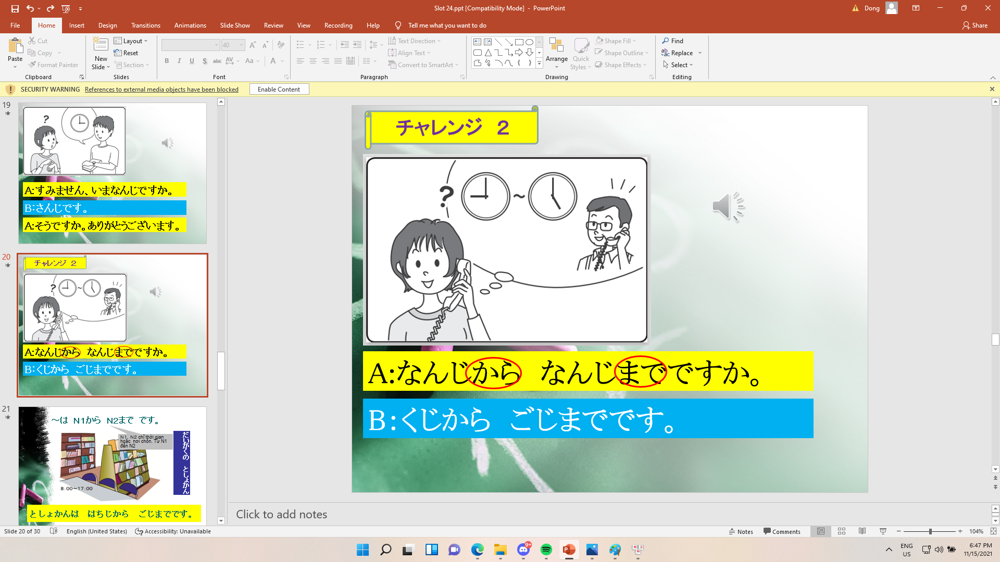 Slot 24.ppt [Compatibility Mode] - PowerPoint
Dong
File Home Insert Design Transitions Animations Slide Show Review View Recording Help Tell me what you want to do
Share
Paste
Cut
Copy
Format Painter
Clipboard
New Slide
Layout
Reset
Section
Slides
40
Font
Text Direction
Align Text
Convert to SmartArt
Paragraph
Arrange
Quick Styles
Shape Fill
Shape Outline
Shape Effects
Drawing
Find
Replace
Select
Editing
SECURITY WARNING References to external media objects have been blocked Enable Content
19
?
A:すみません、いまなんじですか。
B:さんじです。
A:そうですか。ありがとうございます。
20
チャレンジ 2
?
~
A:なんじから なんじまでですか。
B:くじから ごじまでです。
21
～は N1から N2まで です。
N1, N2 chỉ thời gian
hoặc nơi chốn. Từ N1
đến N2
だいがくの としょかん
8:00～17:00
としょかんは はちじから ごじまでです。
チャレンジ 2
?
~
A:なんじから なんじまでですか。
B:くじから ごじまでです。
Click to add notes
Slide 20 of 30 English (United States) Accessibility: Unavailable
Notes Comments 104%
9+
ENG
US
6:47 PM
11/15/2021